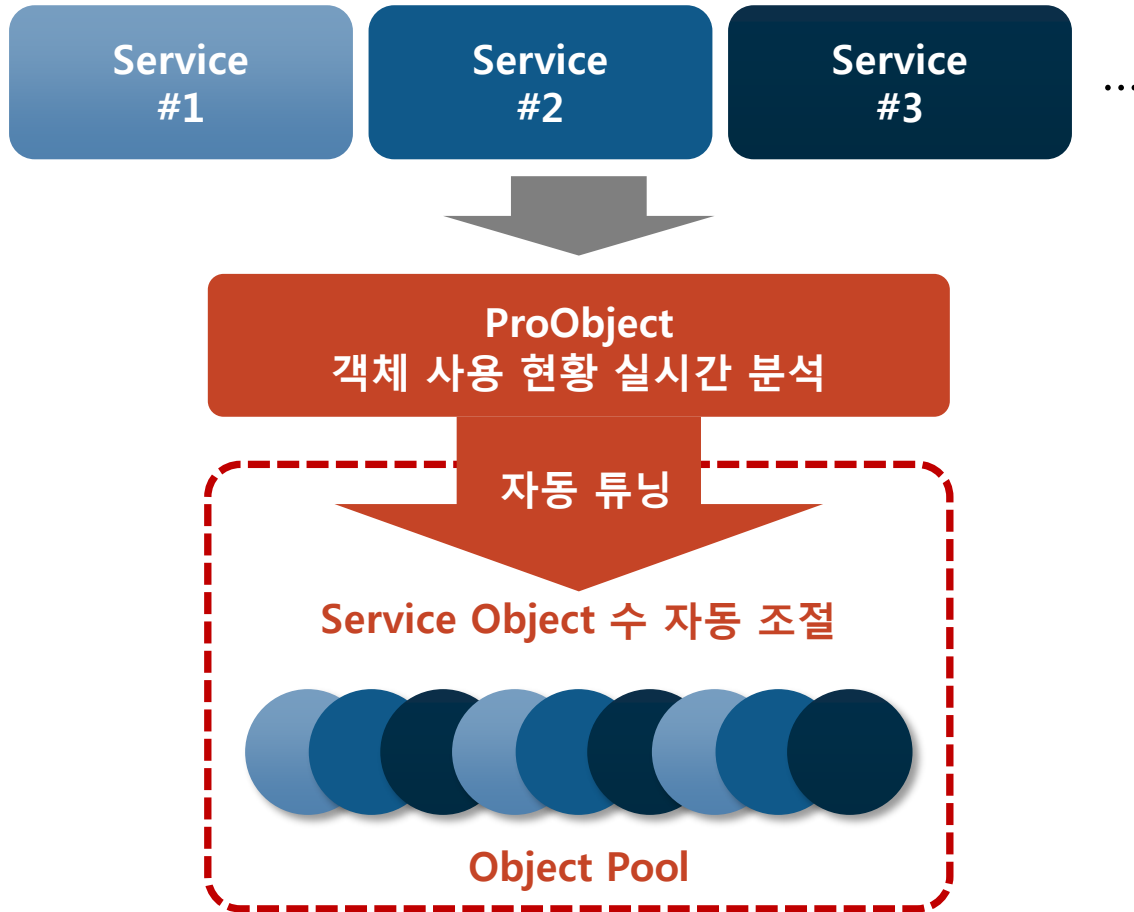 Service
#1
Service
#2
Service
#3
...
ProObject
객체 사용 현황 실시간 분석
자동 튜닝
Service Object 수 자동 조절
Object Pool